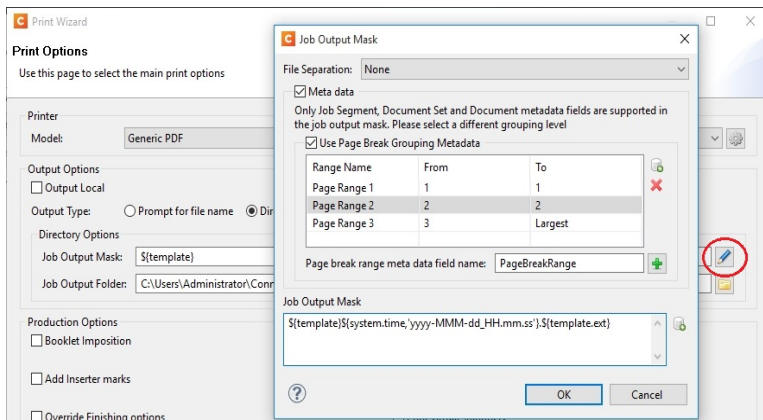 Print Wizard
Print Options
Use this page to select the main print options
Printer
Model: Generic PDF
Output Options
Output Local
Output Type: Prompt for file name Dir
Directory Options
Job Output Mask: ${template}
Job Output Folder: C:\Users\Administrator\Conn
Production Options
Booklet Imposition
Add Inserter marks
Override Finishing options
Job Output Mask
File Separation: None
Meta data
Only Job Segment, Document Set and Document metadata fields are supported in
the job output mask. Please select a different grouping level
Use Page Break Grouping Metadata
Range Name From To
Page Range 1 1 1
Page Range 2 2 2
Page Range 3 3 Largest
Page break range meta data field name: PageBreakRange
Job Output Mask
${template}${system.time,'yyyy-MMM-dd_HH.mm.ss'}.${template.ext}
OK Cancel